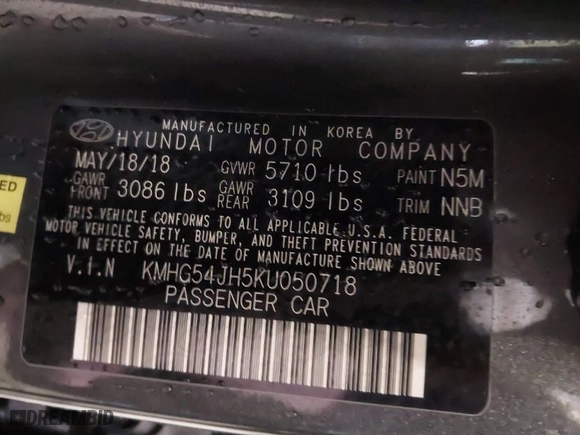 MANUFACTURED IN KOREA BY
HYUNDAI MOTOR COMPANY
MAY/18/18 GVWR 5710 lbs PAINT N5M
GAWR FRONT 3086 lbs GAWR REAR 3109 lbs TRIM NNB
THIS VEHICLE CONFORMS TO ALL APPLICABLE U.S.A. FEDERAL
MOTOR VEHICLE SAFETY, BUMPER, AND THEFT PREVENTION STANDARDS
IN EFFECT ON THE DATE OF MANUFACTURE SHOWN ABOVE.
V.I.N KMHG54JH5KU050718
PASSENGER CAR
ED
bs
DREAMBID